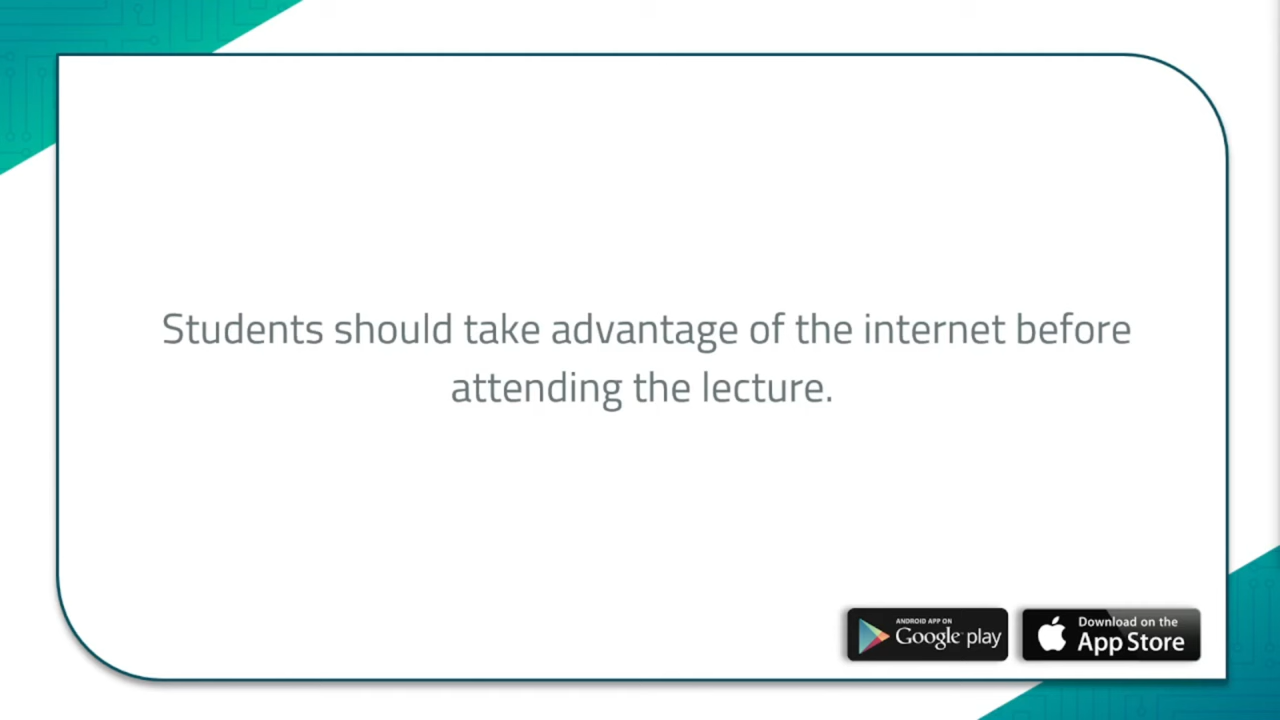 Students should take advantage of the internet before
attending the lecture.
ANDROID APP ON
Google play
Download on the
App Store